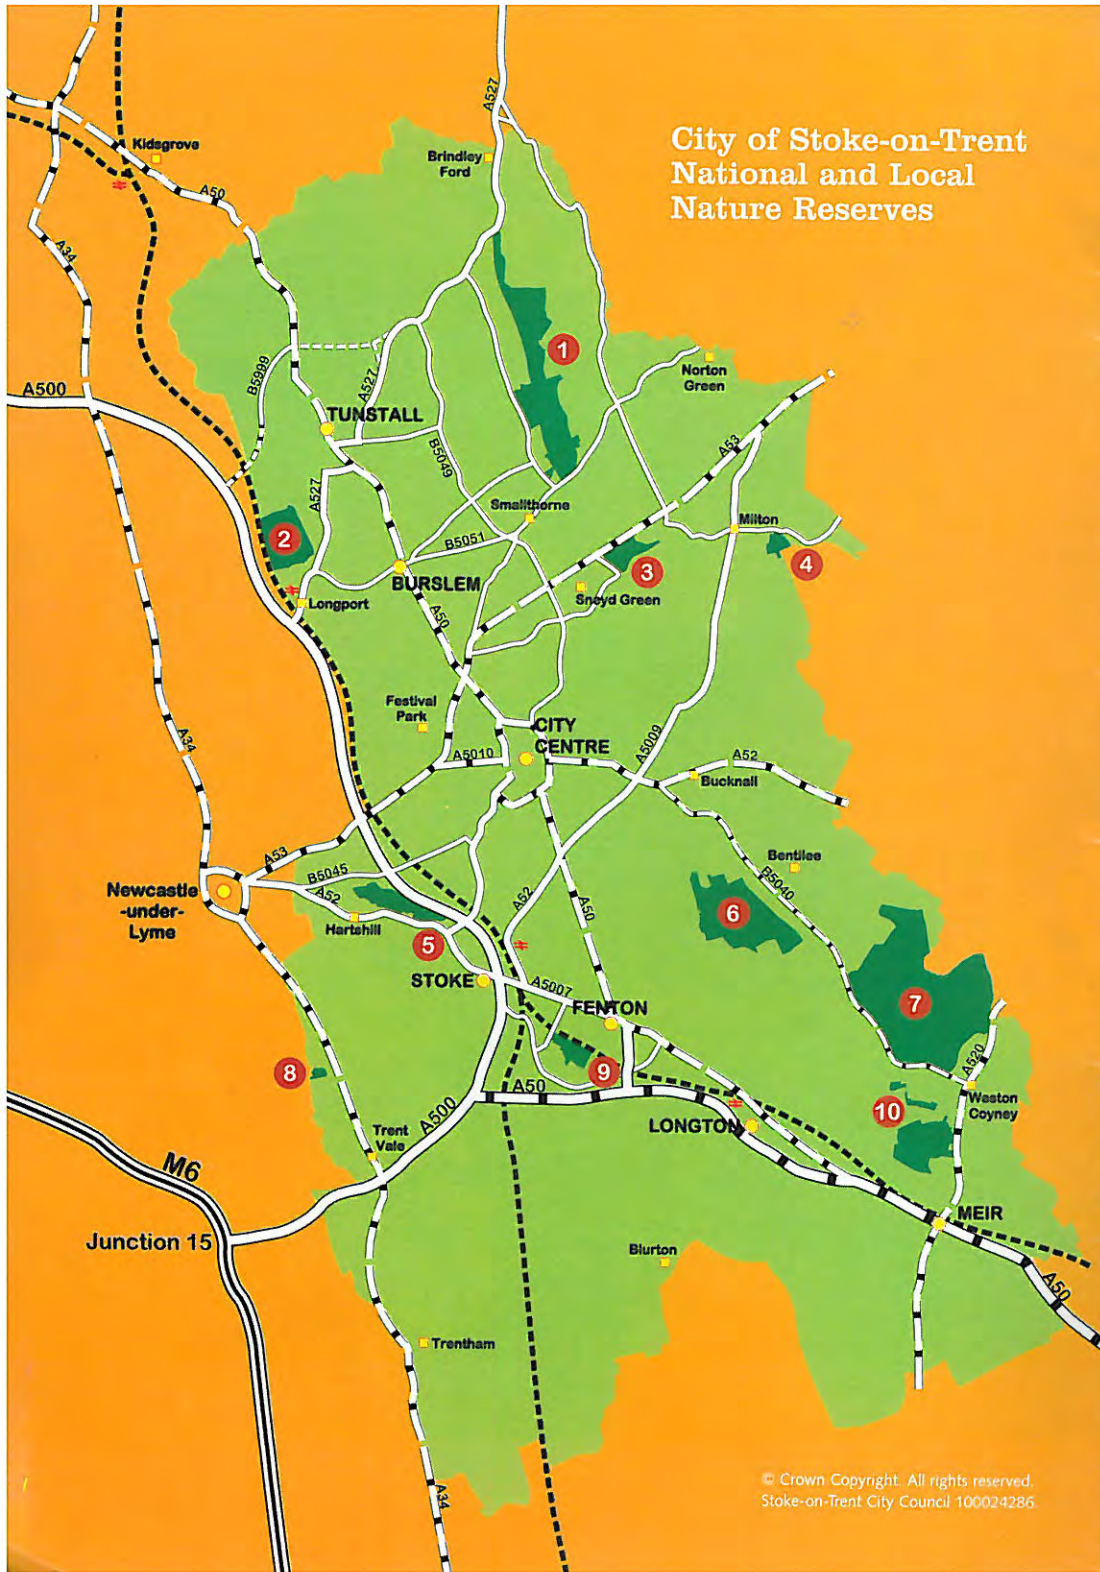 City of Stoke-on-Trent
National and Local
Nature Reserves
A527
Kidsgrove
Brindley
Ford
A50
A34
1
A500
B5999
A527
Norton
Green
TUNSTALL
B5049
A53
A527
Smallthorne
Milton
2
B5051
3
4
BURSLEM
Sneyd Green
Longport
A50
Festival
Park
CITY
CENTRE
A34
A5010
A5009
A52
Bucknall
A53
B5045
Bentilee
B5040
Newcastle
-under-
Lyme
A52
Hartshill
A52
A50
6
5
STOKE
A5007
FENTON
7
8
9
A50
A520
Weston
Coyney
10
A500
LONGTON
Trent
Vale
M6
Junction 15
MEIR
Blurton
A50
Trentham
A34
© Crown Copyright. All rights reserved.
Stoke-on-Trent City Council 100024286.